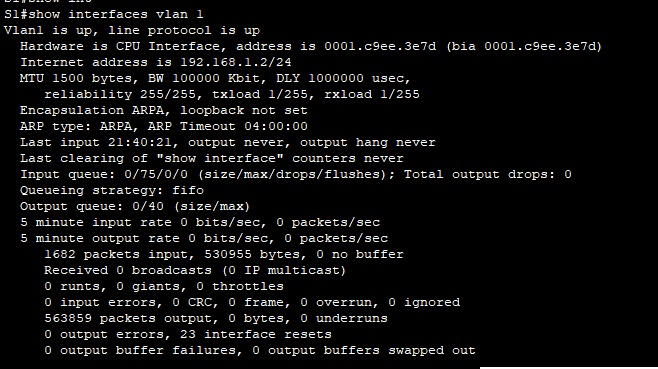 S1#show interfaces vlan 1
Vlan1 is up, line protocol is up
Hardware is CPU Interface, address is 0001.c9ee.3e7d (bia 0001.c9ee.3e7d)
Internet address is 192.168.1.2/24
MTU 1500 bytes, BW 100000 Kbit, DLY 1000000 usec,
reliability 255/255, txload 1/255, rxload 1/255
Encapsulation ARPA, loopback not set
ARP type: ARPA, ARP Timeout 04:00:00
Last input 21:40:21, output never, output hang never
Last clearing of "show interface" counters never
Input queue: 0/75/0/0 (size/max/drops/flushes); Total output drops: 0
Queueing strategy: fifo
Output queue: 0/40 (size/max)
5 minute input rate 0 bits/sec, 0 packets/sec
5 minute output rate 0 bits/sec, 0 packets/sec
1682 packets input, 530955 bytes, 0 no buffer
Received 0 broadcasts (0 IP multicast)
0 runts, 0 giants, 0 throttles
0 input errors, 0 CRC, 0 frame, 0 overrun, 0 ignored
563859 packets output, 0 bytes, 0 underruns
0 output errors, 23 interface resets
0 output buffer failures, 0 output buffers swapped out